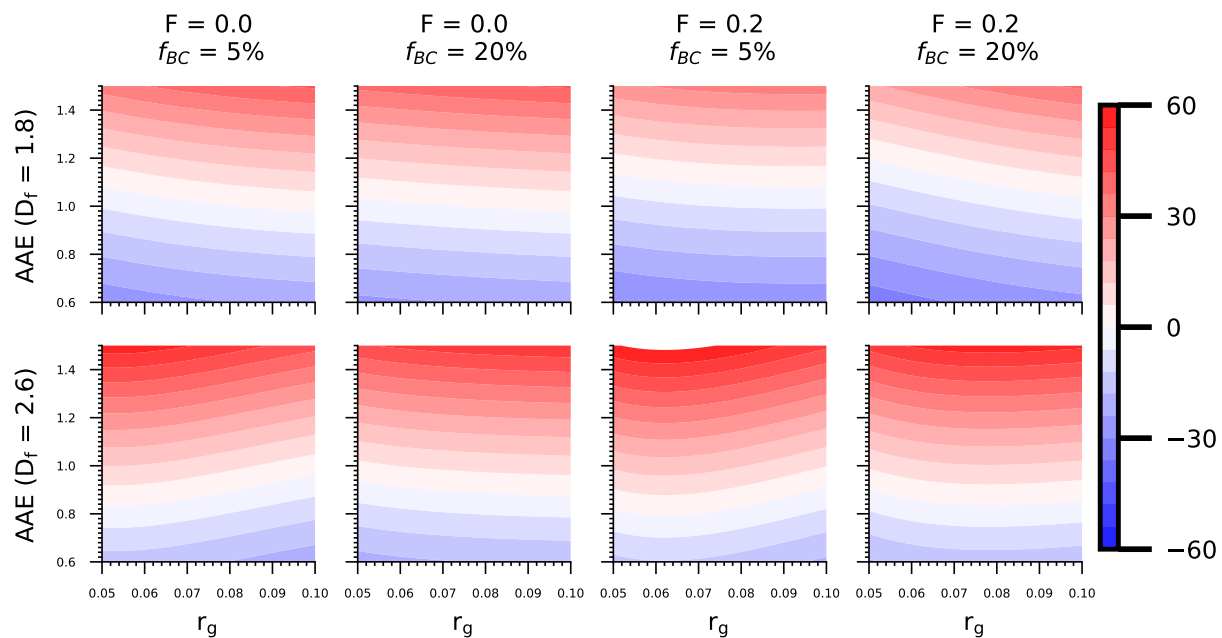 F = 0.0
f_BC = 5%
F = 0.0
f_BC = 20%
F = 0.2
f_BC = 5%
F = 0.2
f_BC = 20%
AAE (D_f = 1.8)
1.4
1.2
1.0
0.8
0.6
60
30
0
−30
−60
AAE (D_f = 2.6)
1.4
1.2
1.0
0.8
0.6
0.05 0.06 0.07 0.08 0.09 0.10
0.05 0.06 0.07 0.08 0.09 0.10
0.05 0.06 0.07 0.08 0.09 0.10
0.05 0.06 0.07 0.08 0.09 0.10
r_g
r_g
r_g
r_g